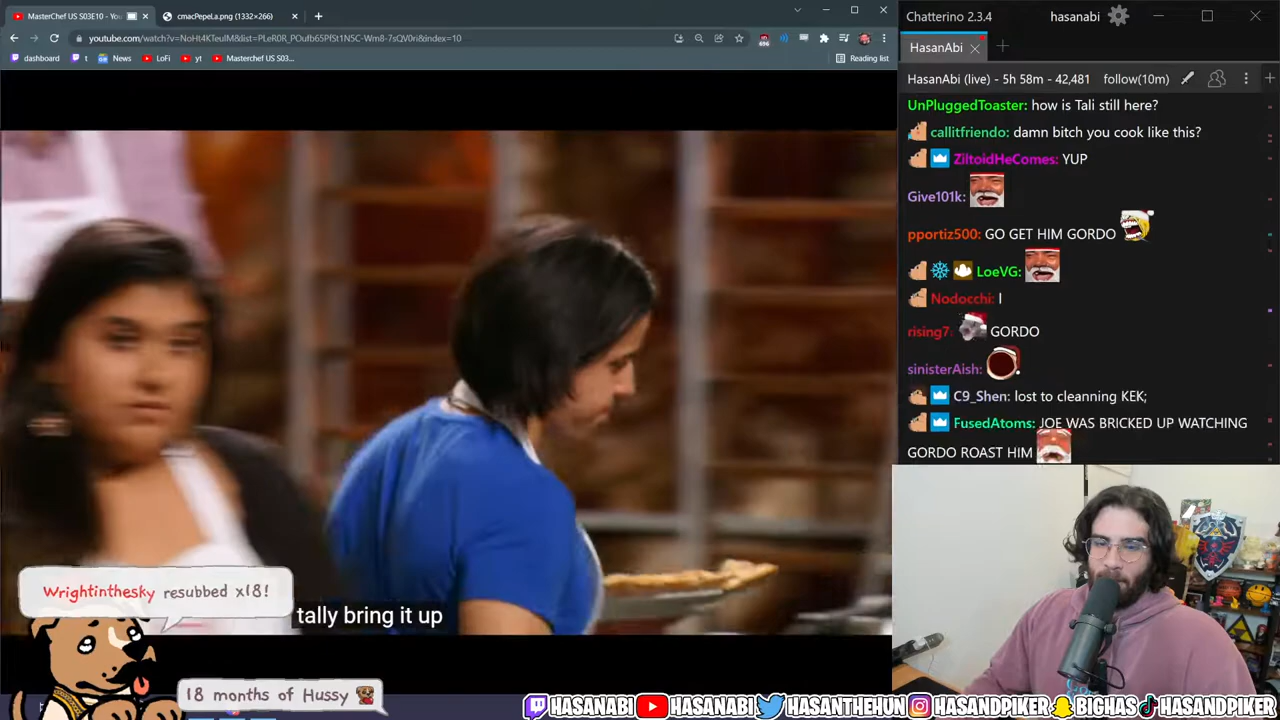 MasterChef US S03E10 -
cmacPepeLa.png (1332×266)
Chatterino 2.3.4
hasanabi
youtube.com/watch?v=NoHt4KTeuIM&list=PLeR0R_POufb65PfSt1N5C-Wm8-7sQV0ri&index=10
dashboard
t
News
LoFi
yt
Masterchef US S03E...
Reading list
HasanAbi
HasanAbi (live) - 5h 58m - 42,481
follow(10m)
UnPluggedToaster: how is Tali still here?
callitfriendo: damn bitch you cook like this?
ZiltoidHeComes: YUP
Give101k:
pportiz500: GO GET HIM GORDO
LoeVG:
Nodocchi: I
rising7: GORDO
sinisterAish:
C9_Shen: lost to cleanning KEK;
FusedAtoms: JOE WAS BRICKED UP WATCHING
GORDO ROAST HIM
Wrightinthesky resubbed x18!
tally bring it up
18 months of Hussy
HASANABI
HASANABI
HASANTHEHUN
HASANDPIKER
BIGHAS
HASANDPIKER